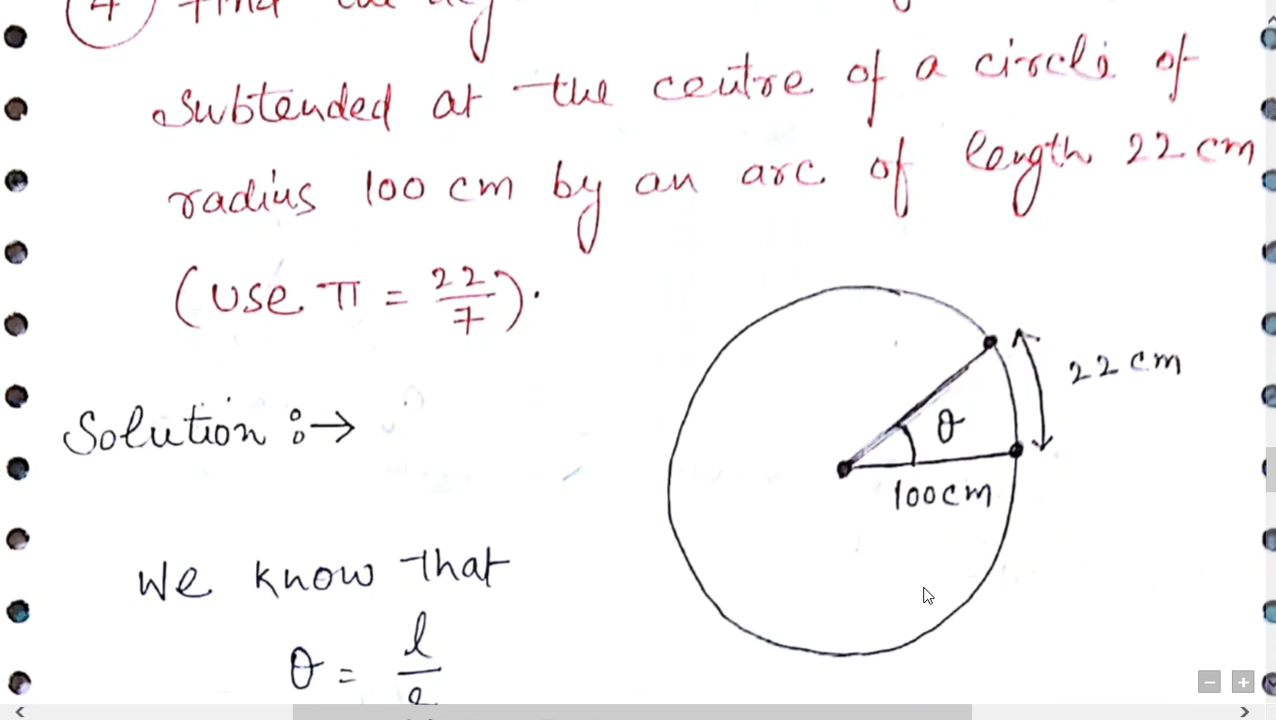 4
subtended at the centre of a circle of
radius 100 cm by an arc of length 22 cm
(use π = 22/7).
22 cm
θ
100 cm
Solution :→
We know that
θ = l